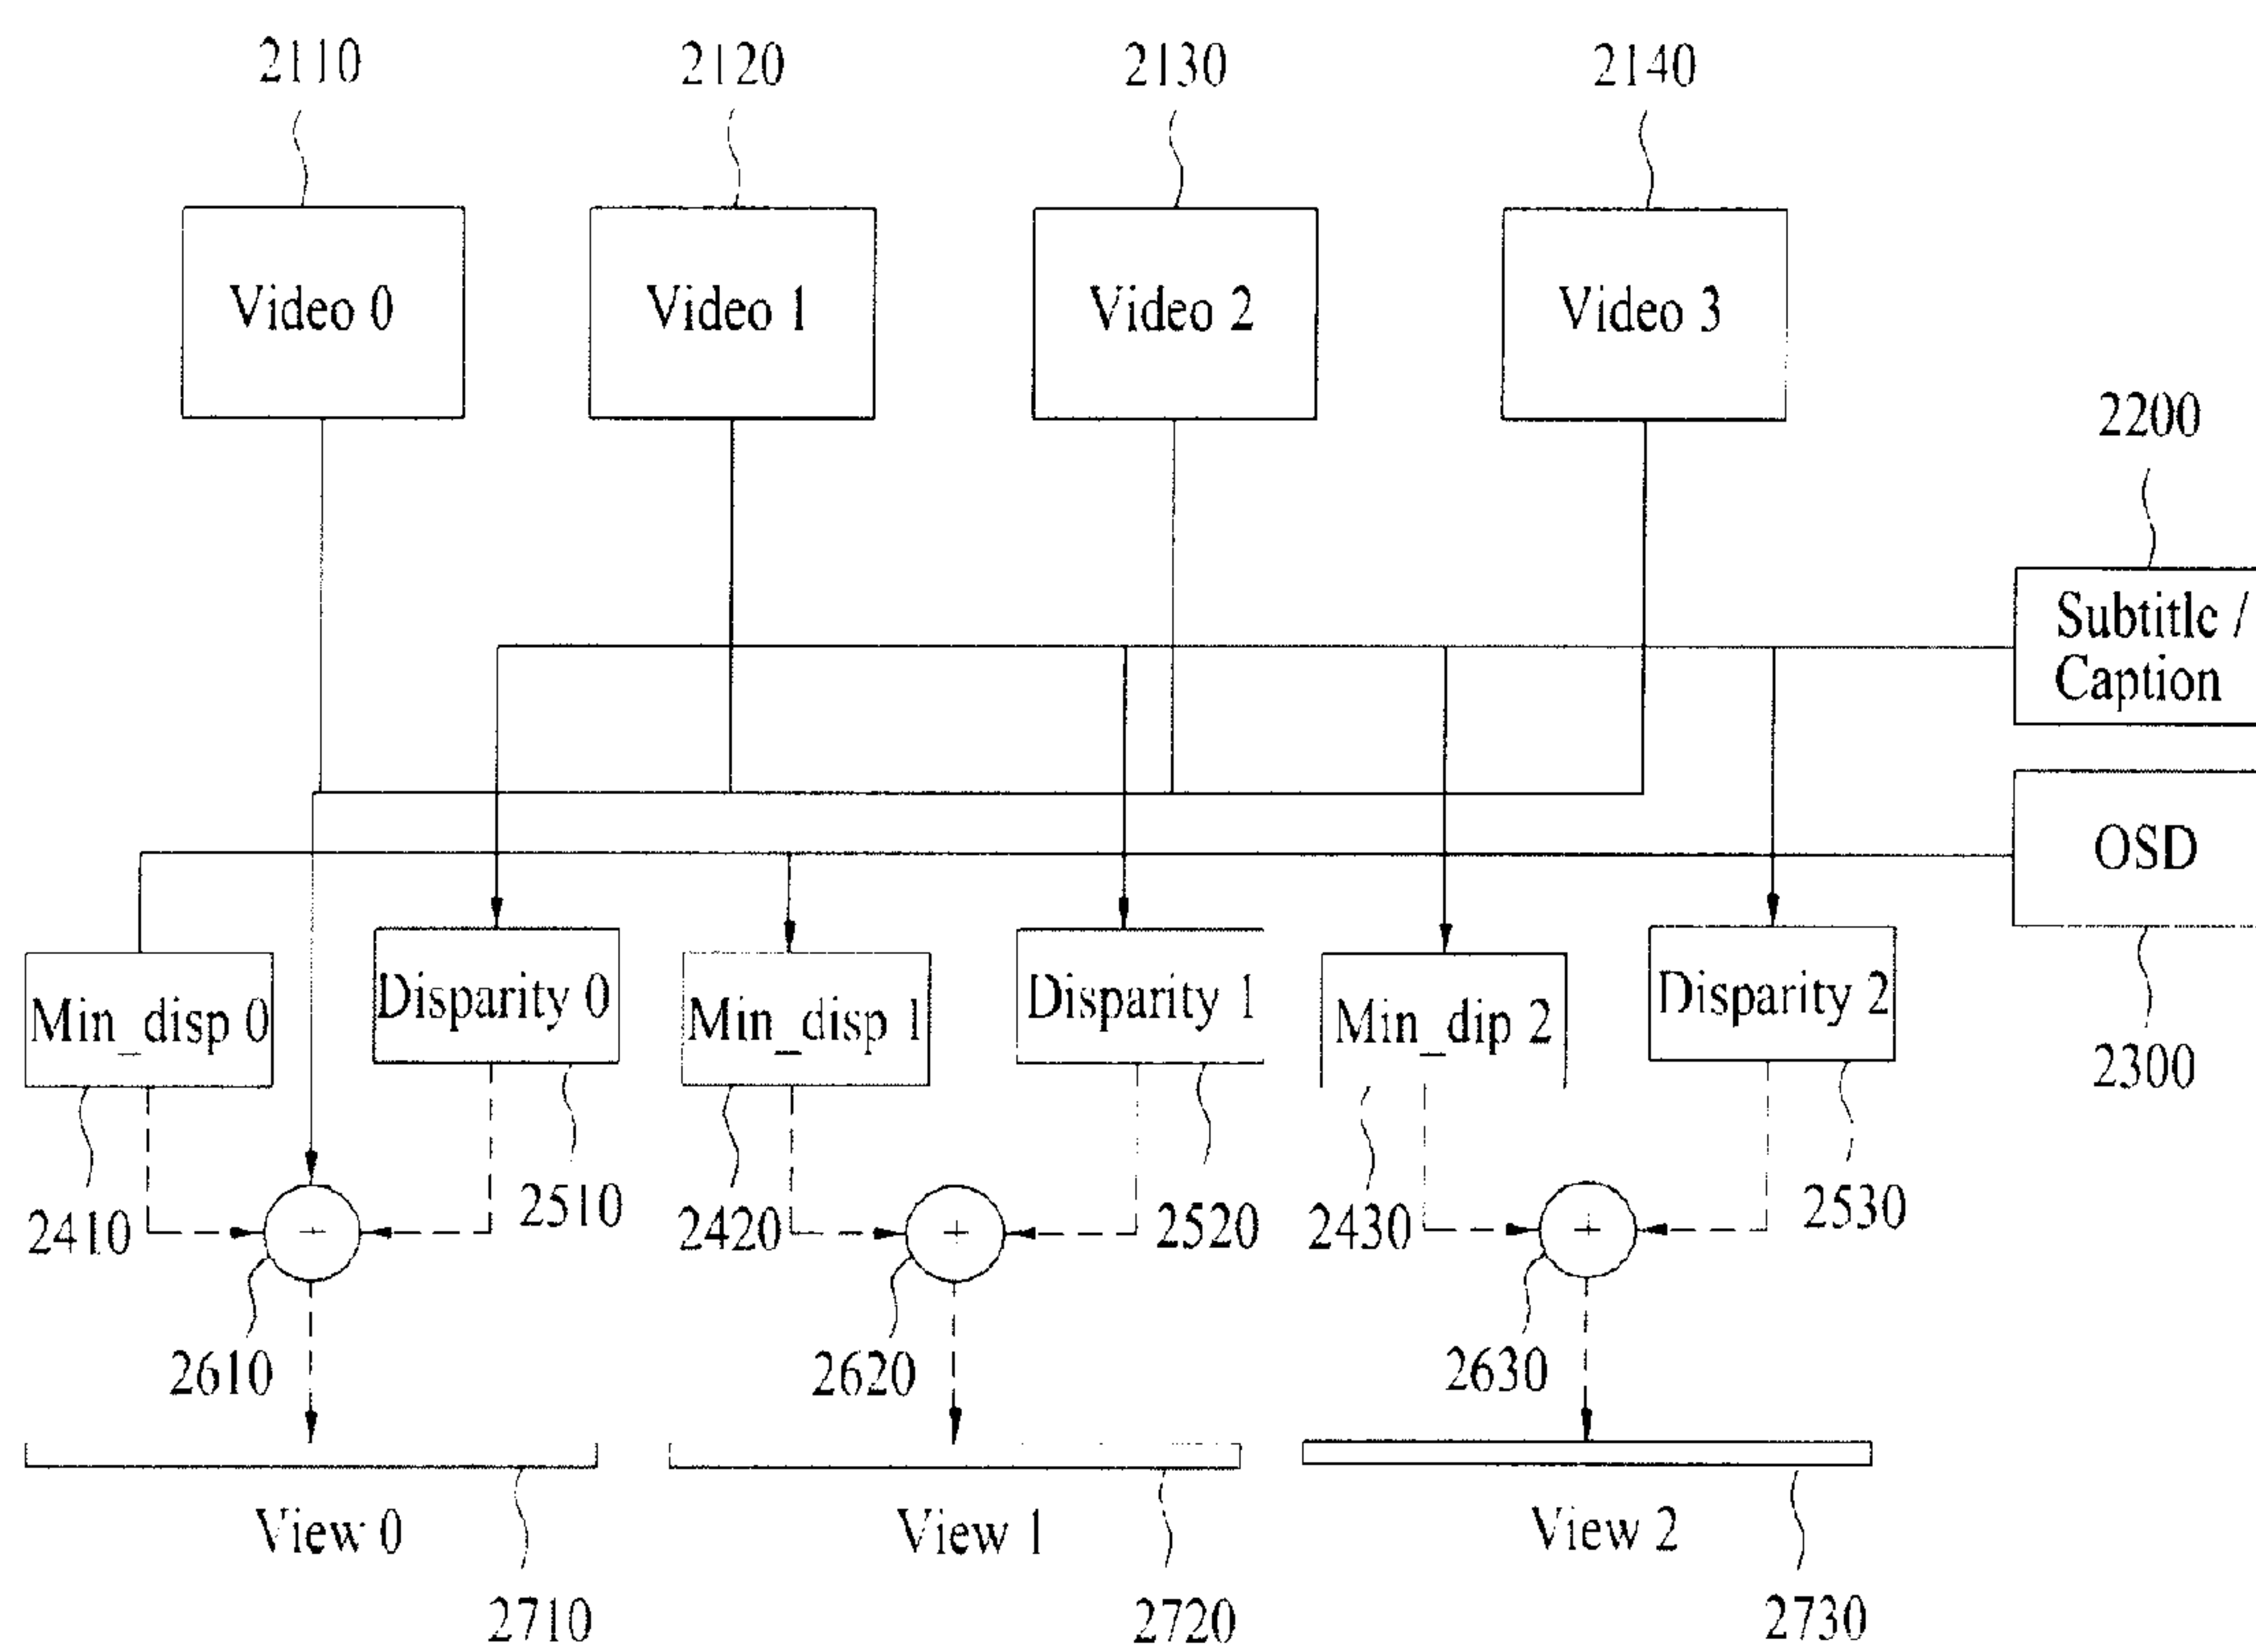 2110
2120
2130
2140
Video 0
Video 1
Video 2
Video 3
2200
Subtitle /
Caption
OSD
Min_disp 0
Disparity 0
Min_disp 1
Disparity 1
Min_dip 2
Disparity 2
2300
2410
2510
2420
2520
2430
2530
+
+
+
2610
2620
2630
View 0
View 1
View 2
2710
2720
2730